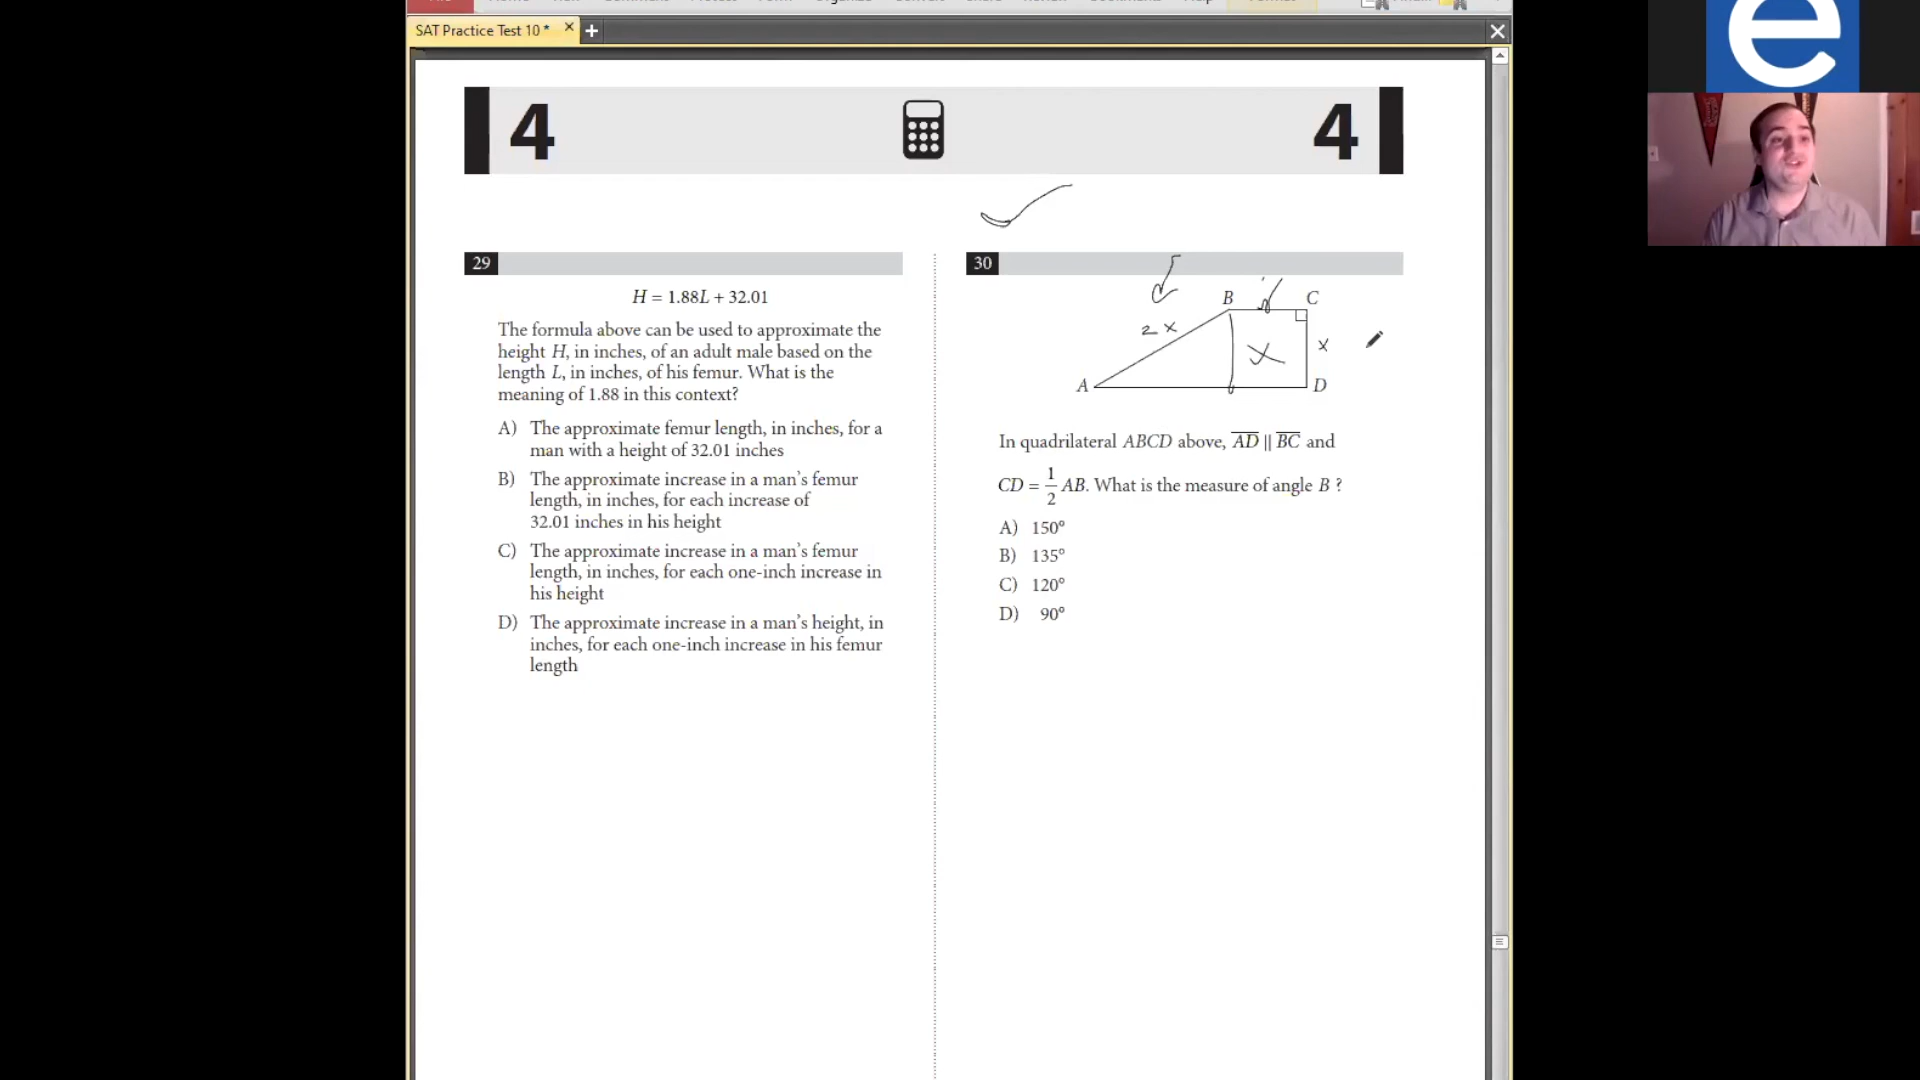 SAT Practice Test 10 *
4
4
29
H = 1.88L + 32.01
The formula above can be used to approximate the
height H, in inches, of an adult male based on the
length L, in inches, of his femur. What is the
meaning of 1.88 in this context?
A) The approximate femur length, in inches, for a
man with a height of 32.01 inches
B) The approximate increase in a man's femur
length, in inches, for each increase of
32.01 inches in his height
C) The approximate increase in a man's femur
length, in inches, for each one-inch increase in
his height
D) The approximate increase in a man's height, in
inches, for each one-inch increase in his femur
length
30
B
C
2x
x
x
A
D
In quadrilateral ABCD above, AD || BC and
CD = 1/2 AB. What is the measure of angle B ?
A) 150°
B) 135°
C) 120°
D) 90°
e